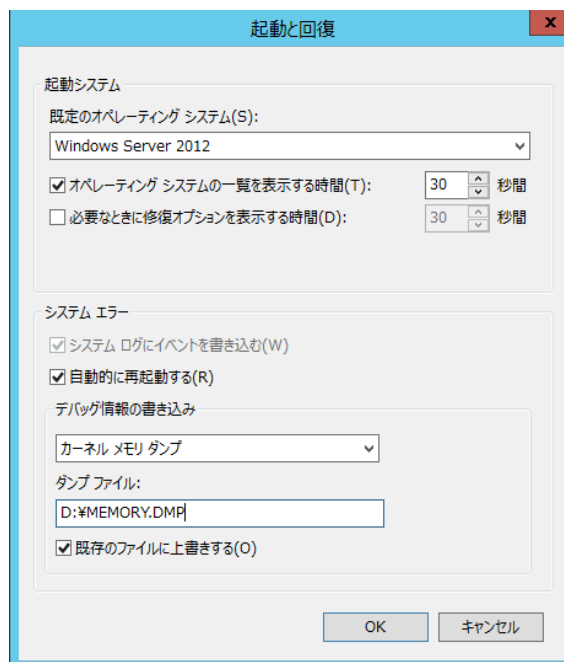 起動と回復
x
起動システム
既定のオペレーティング システム(S):
Windows Server 2012
オペレーティング システムの一覧を表示する時間(T): 30 秒間
必要なときに修復オプションを表示する時間(D): 30 秒間
システム エラー
システム ログにイベントを書き込む(W)
自動的に再起動する(R)
デバッグ情報の書き込み
カーネル メモリ ダンプ
ダンプ ファイル:
D:¥MEMORY.DMP
既存のファイルに上書きする(O)
OK キャンセル